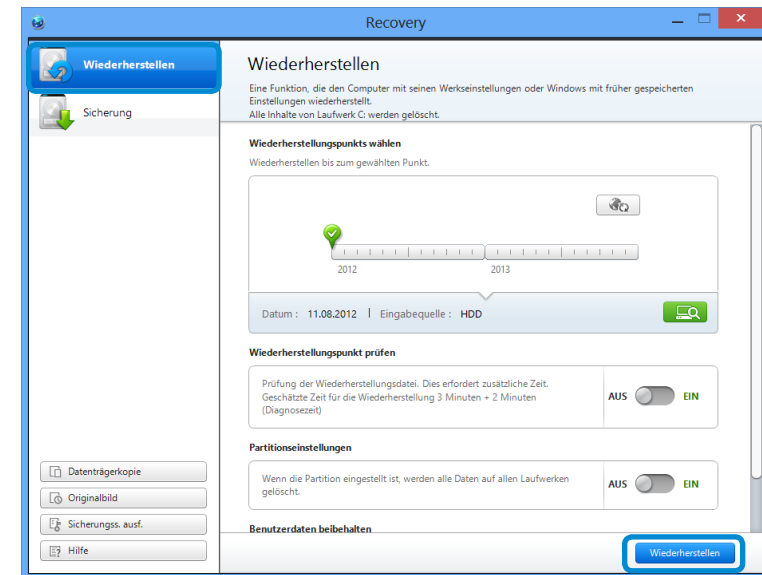 Recovery
Wiederherstellen
Sicherung
Datenträgerkopie
Originalbild
Sicherungss. ausf.
Hilfe
Wiederherstellen
Eine Funktion, die den Computer mit seinen Werkseinstellungen oder Windows mit früher gespeicherten
Einstellungen wiederherstellt.
Alle Inhalte von Laufwerk C: werden gelöscht.
Wiederherstellungspunkts wählen
Wiederherstellen bis zum gewählten Punkt.
2012 2013
Datum : 11.08.2012 | Eingabequelle : HDD
Wiederherstellungspunkt prüfen
Prüfung der Wiederherstellungsdatei. Dies erfordert zusätzliche Zeit.
Geschätzte Zeit für die Wiederherstellung 3 Minuten + 2 Minuten
(Diagnosezeit)
AUS EIN
Partitionseinstellungen
Wenn die Partition eingestellt ist, werden alle Daten auf allen Laufwerken
gelöscht.
AUS EIN
Benutzerdaten beibehalten
Wiederherstellen